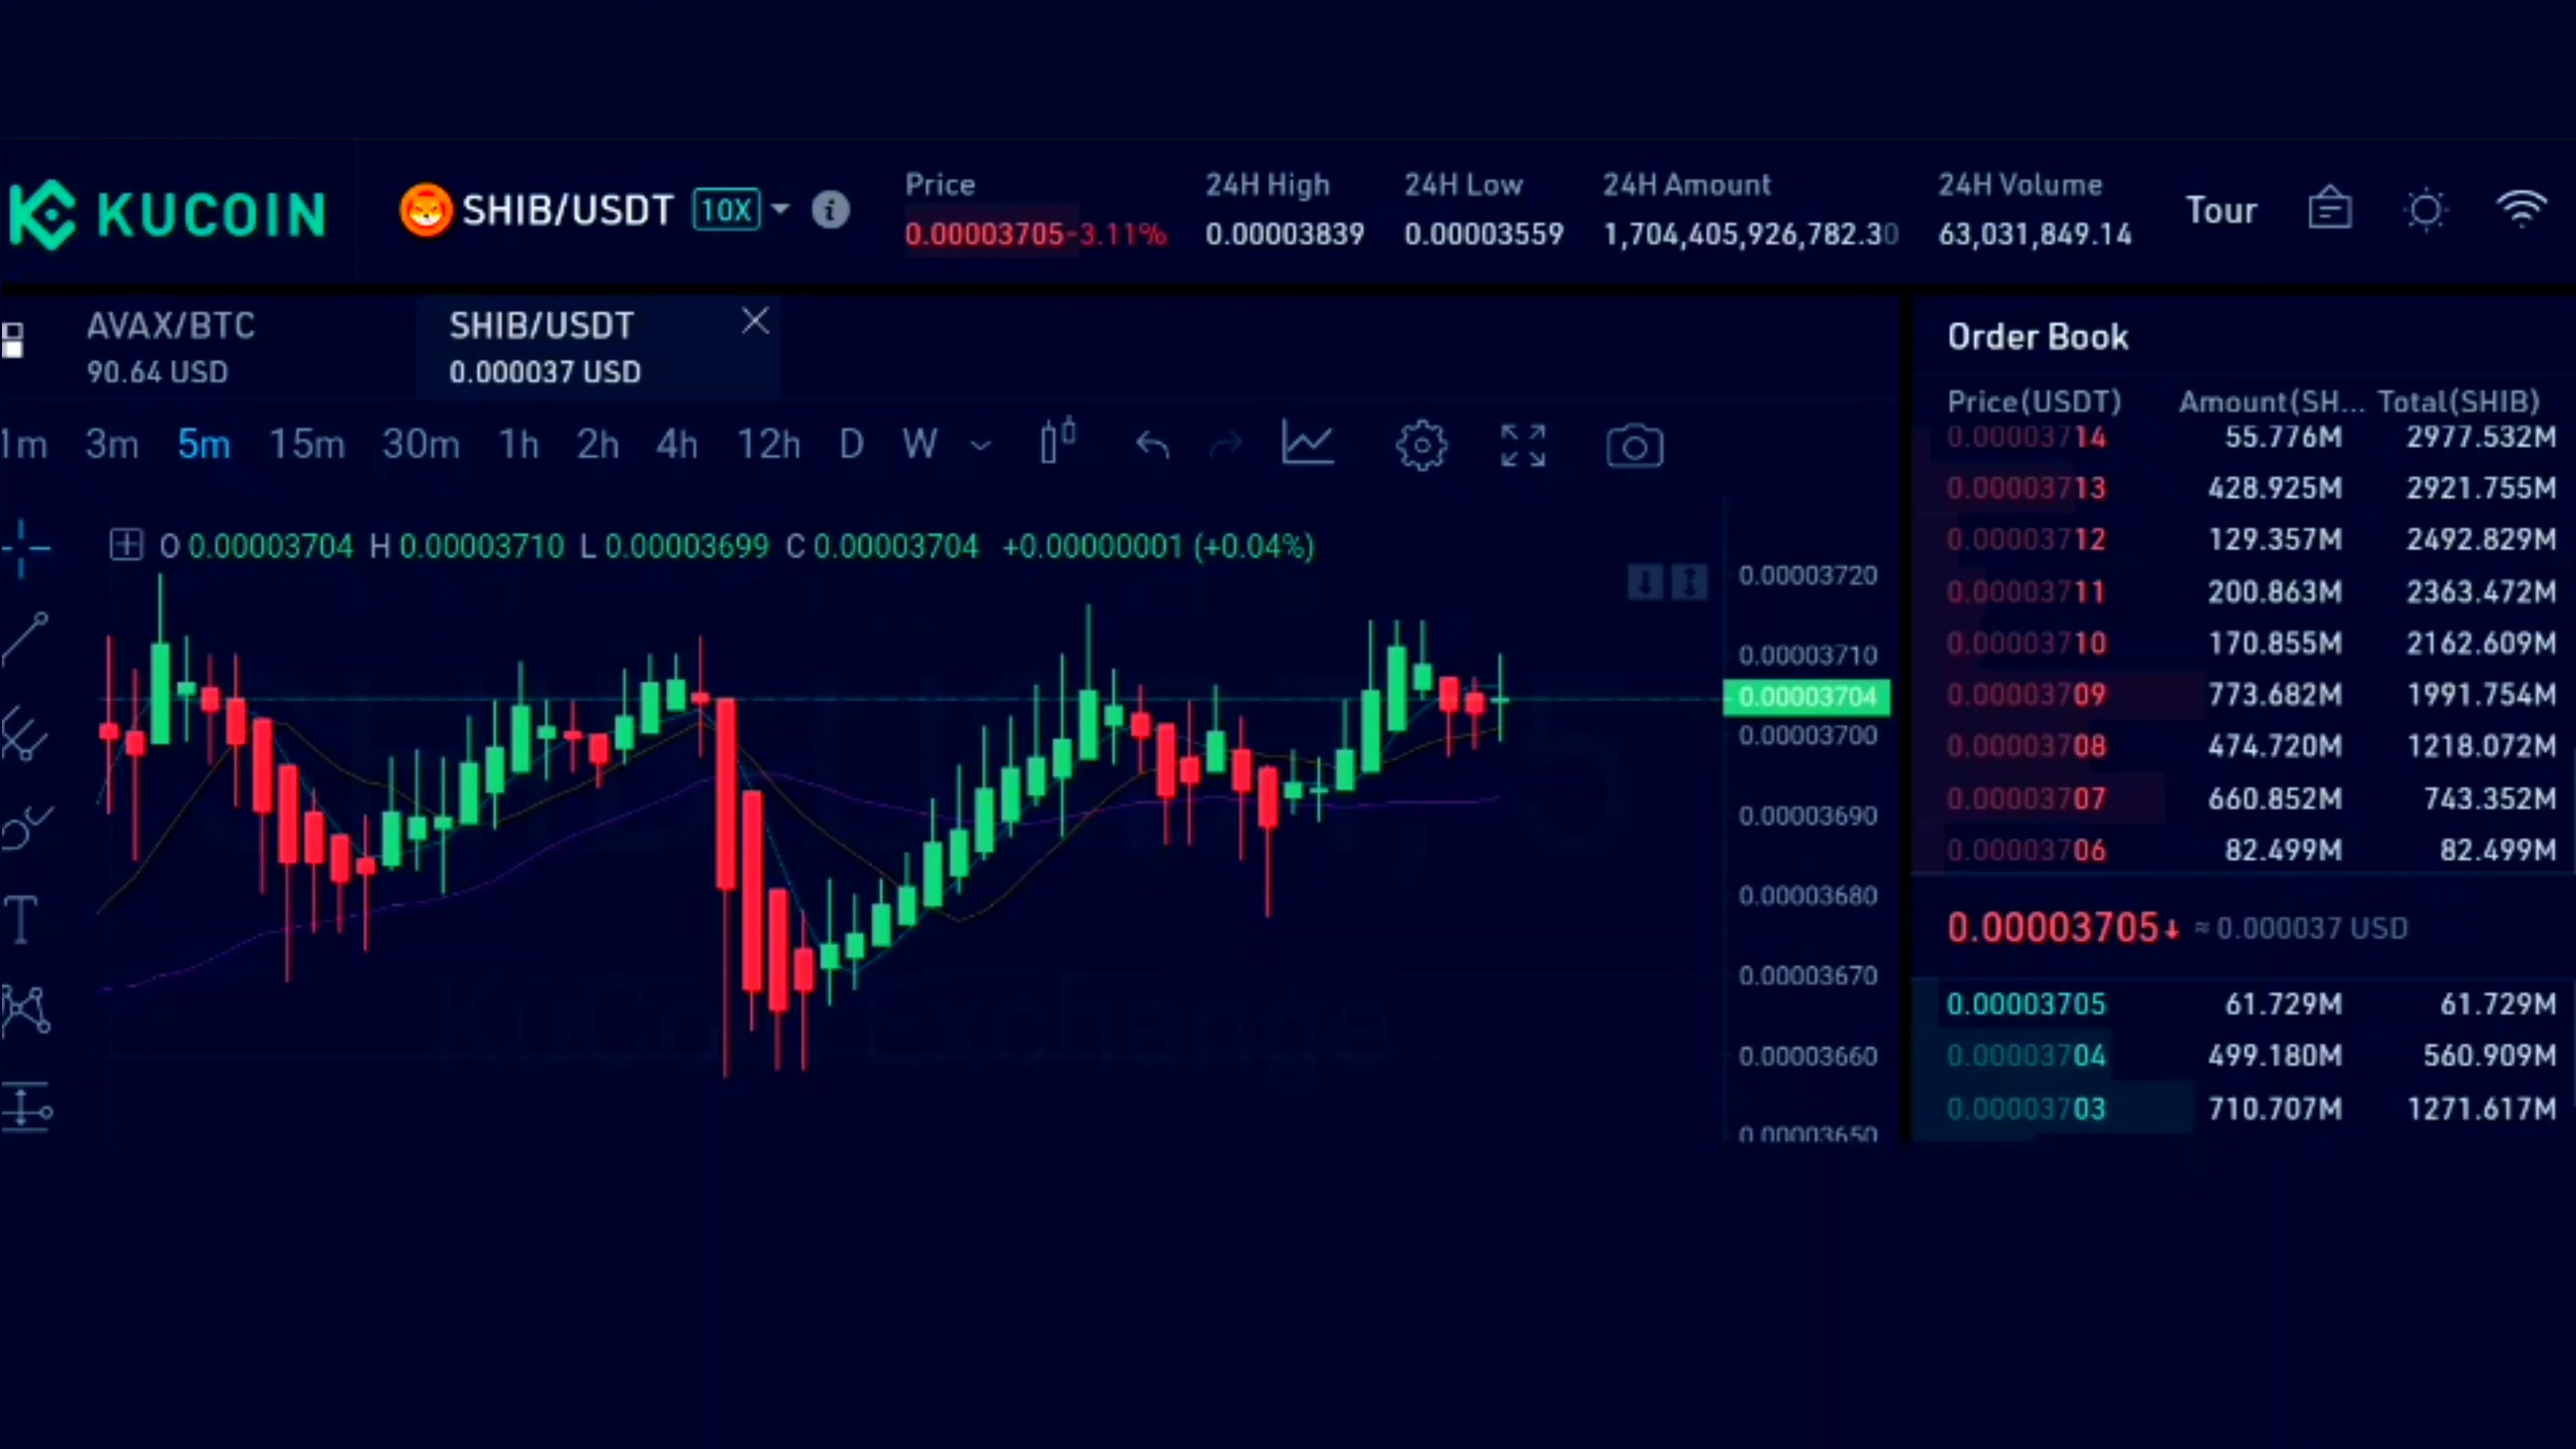 KUCOIN
SHIB/USDT 10X
Price
0.00003705 -3.11%
24H High
0.00003839
24H Low
0.00003559
24H Amount
1,704,405,926,782.30
24H Volume
63,031,849.14
Tour
AVAX/BTC
90.64 USD
SHIB/USDT
0.000037 USD
1m 3m 5m 15m 30m 1h 2h 4h 12h D W
O 0.00003704 H 0.00003710 L 0.00003699 C 0.00003704 +0.00000001 (+0.04%)
0.00003720
0.00003710
0.00003704
0.00003700
0.00003690
0.00003680
0.00003670
0.00003660
0.00003650
KuCoin Exchange
Order Book
Price(USDT) Amount(SH... Total(SHIB)
0.00003714 55.776M 2977.532M
0.00003713 428.925M 2921.755M
0.00003712 129.357M 2492.829M
0.00003711 200.863M 2363.472M
0.00003710 170.855M 2162.609M
0.00003709 773.682M 1991.754M
0.00003708 474.720M 1218.072M
0.00003707 660.852M 743.352M
0.00003706 82.499M 82.499M
0.00003705↓ ≈ 0.000037 USD
0.00003705 61.729M 61.729M
0.00003704 499.180M 560.909M
0.00003703 710.707M 1271.617M